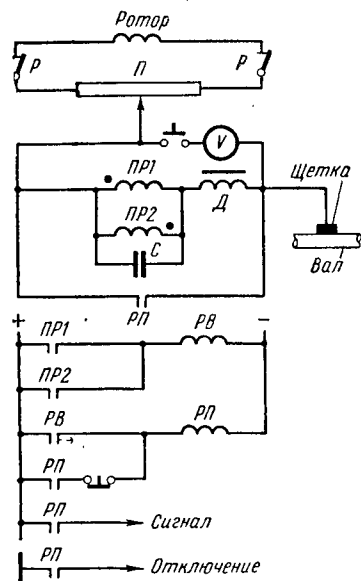 Ротор
Р П Р
V
ПР1
ПР2
Д
С
Щетка
Вал
РП
+ −
ПР1 РВ
ПР2
РВ РП
РП
РП Сигнал
РП Отключение